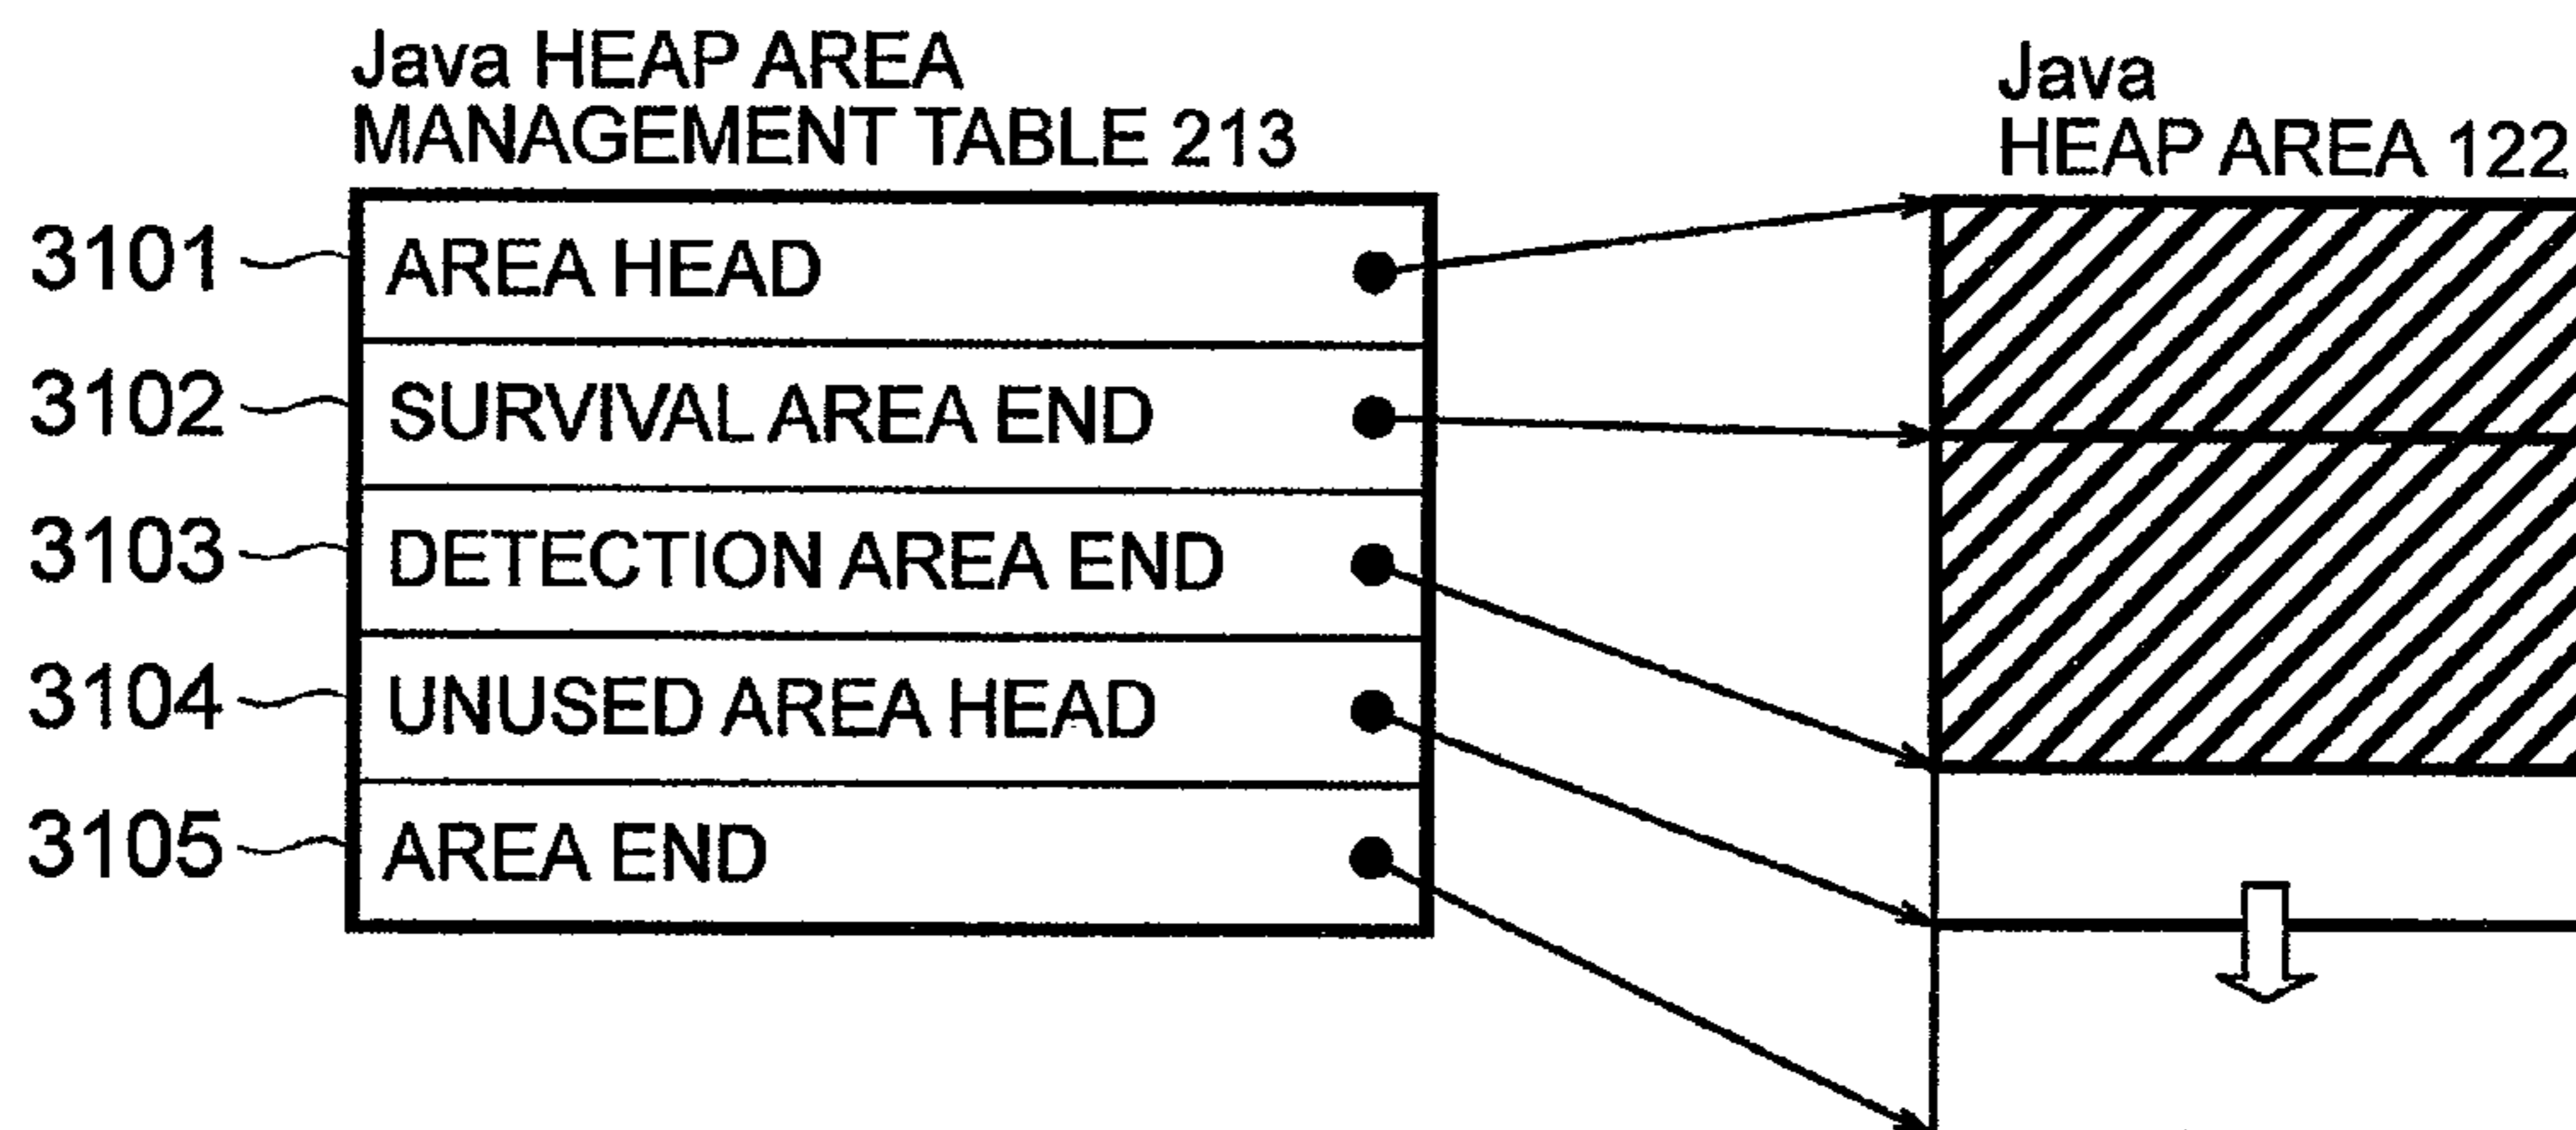 Java HEAP AREA
MANAGEMENT TABLE 213
Java
HEAP AREA 122
3101 AREA HEAD
3102 SURVIVAL AREA END
3103 DETECTION AREA END
3104 UNUSED AREA HEAD
3105 AREA END